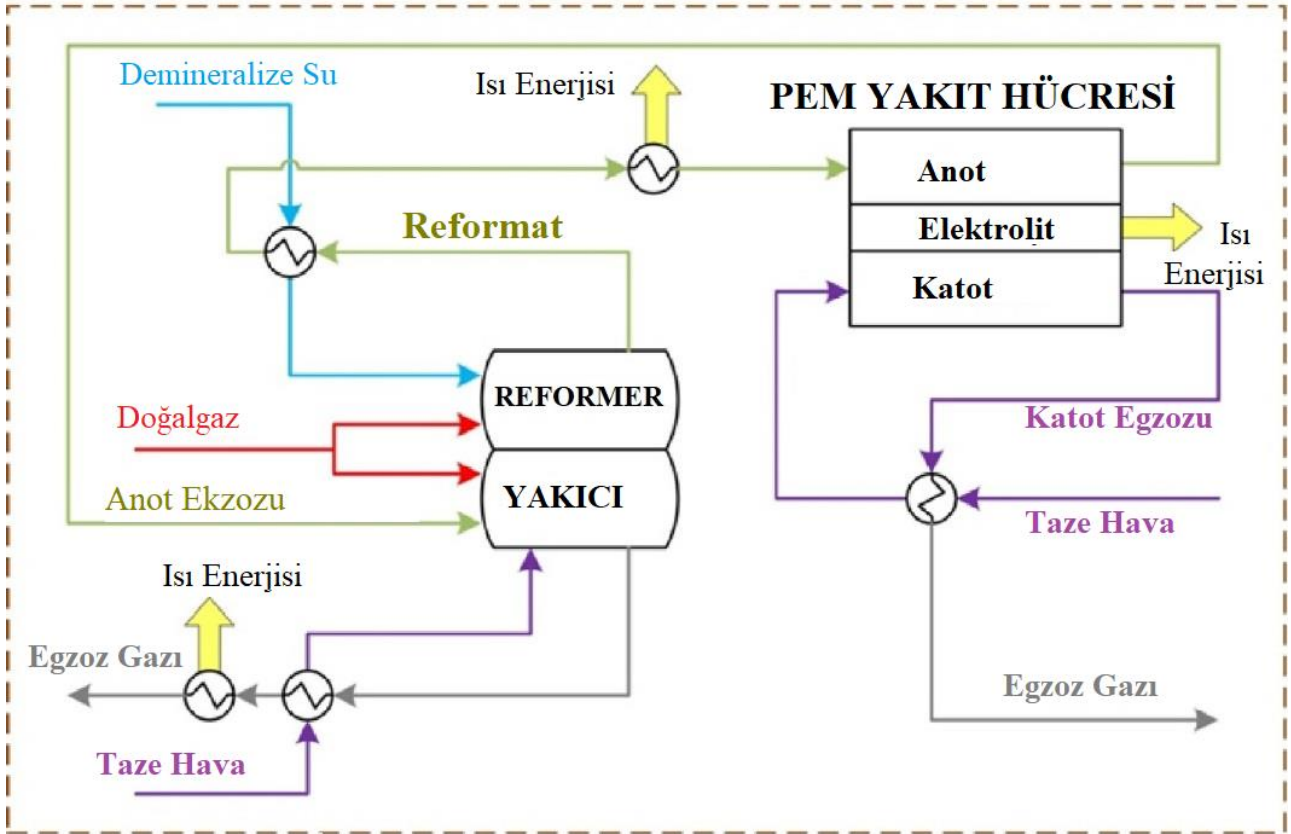 Demineralize Su
Isı Enerjisi
PEM YAKIT HÜCRESİ
Anot
Reformat
Elektrolit
Isı
Enerjisi
Katot
REFORMER
Doğalgaz
Katot Egzozu
YAKICI
Anot Ekzozu
Taze Hava
Isı Enerjisi
Egzoz Gazı
Egzoz Gazı
Taze Hava